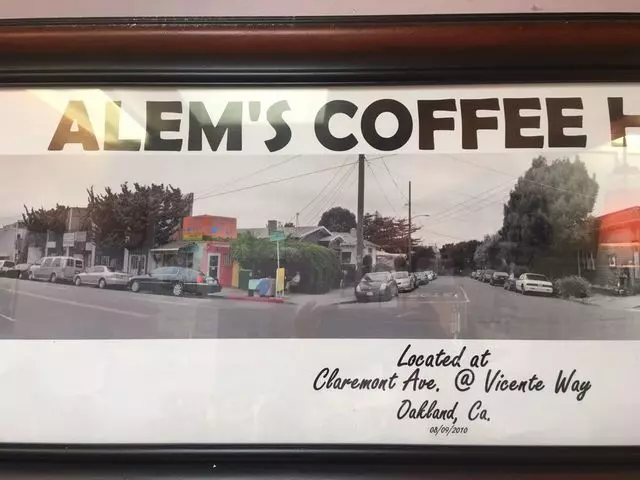 ALEM'S COFFEE H
Located at
Claremont Ave. @ Vicente Way
Oakland, Ca.
08/09/2010